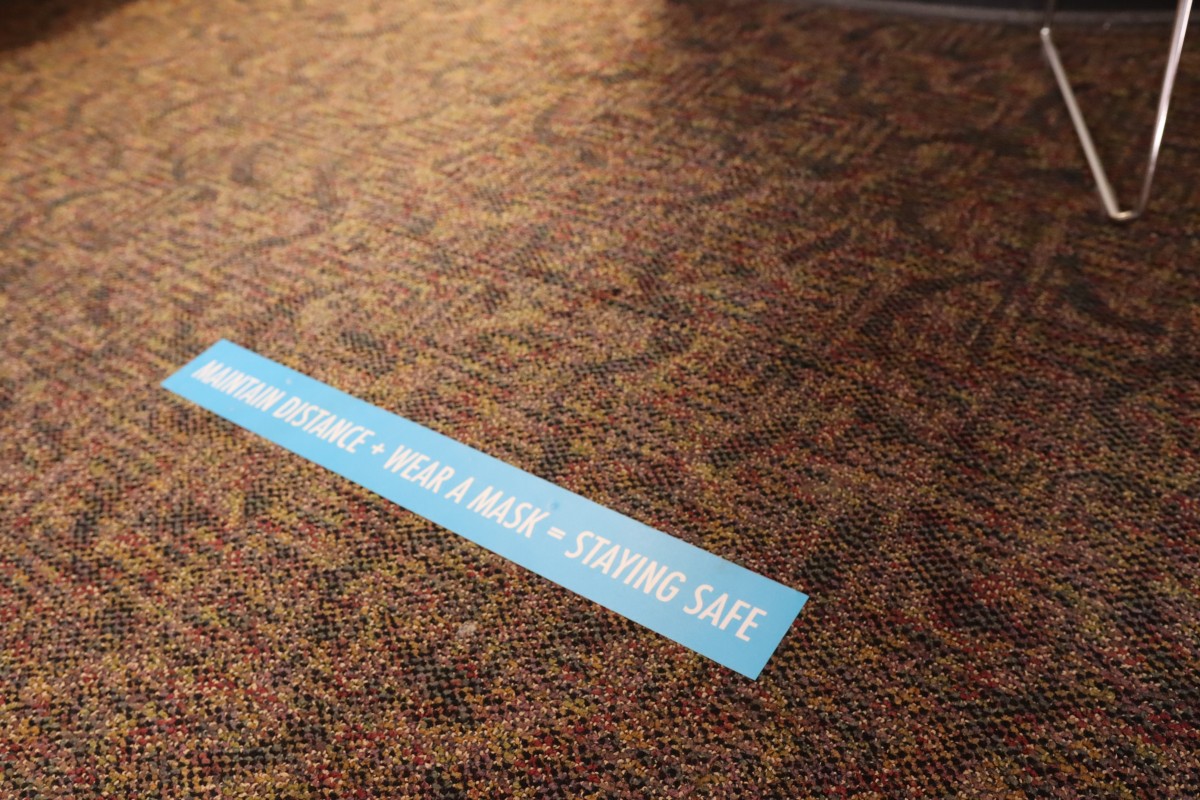 MAINTAIN DISTANCE + WEAR A MASK = STAYING SAFE